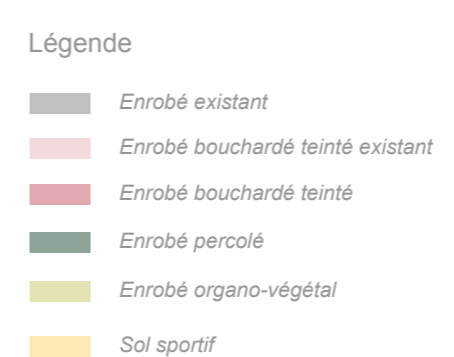 Légende
Enrobé existant
Enrobé bouchardé teinté existant
Enrobé bouchardé teinté
Enrobé percolé
Enrobé organo-végétal
Sol sportif